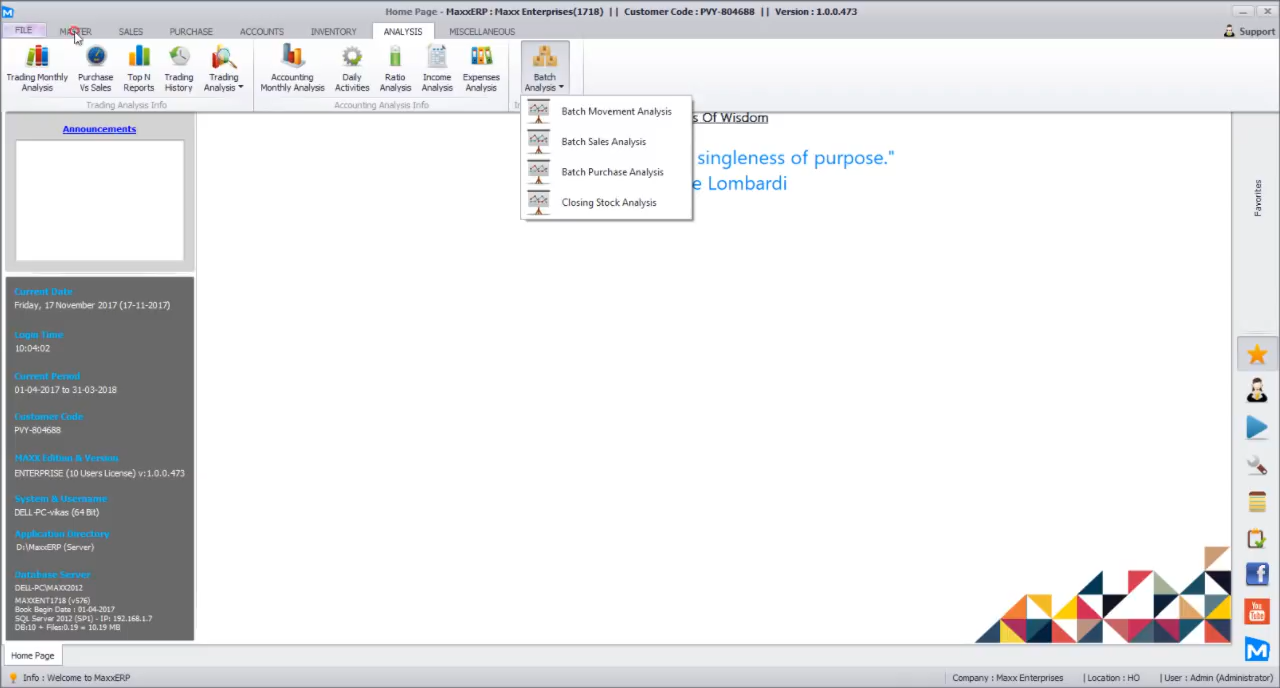 Home Page - MaxxERP : Maxx Enterprises(1718) || Customer Code : PVY-804688 || Version : 1.0.0.473
FILE MASTER SALES PURCHASE ACCOUNTS INVENTORY ANALYSIS MISCELLANEOUS Support
Trading Monthly Analysis
Purchase Vs Sales
Top N Reports
Trading History
Trading Analysis
Accounting Monthly Analysis
Daily Activities
Ratio Analysis
Income Analysis
Expenses Analysis
Batch Analysis
Trading Analysis Info
Accounting Analysis Info
Batch Movement Analysis
Batch Sales Analysis
Batch Purchase Analysis
Closing Stock Analysis
s Of Wisdom
singleness of purpose."
e Lombardi
Announcements
Favorites
Current Date
Friday, 17 November 2017 (17-11-2017)
Login Time
10:04:02
Current Period
01-04-2017 to 31-03-2018
Customer Code
PVY-804688
MAXX Edition & Version
ENTERPRISE (10 Users License) v:1.0.0.473
System & Username
DELL-PC-vikas (64 Bit)
Application Directory
D:\MaxxERP (Server)
Database Server
DELL-PC\MAXX2012
MAXXENT1718 (v576)
Book Begin Date : 01-04-2017
SQL Server 2012 (SP1) - IP: 192.168.1.7
DB:10 + Files:0.19 = 10.19 MB
You Tube
Home Page
Info : Welcome to MaxxERP
Company : Maxx Enterprises | Location : HO | User : Admin (Administrator)